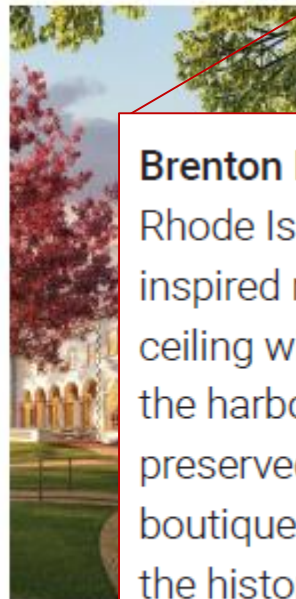 Brenton
Rhode Is
inspired
ceiling w
the harbo
preserved
boutique
the histo